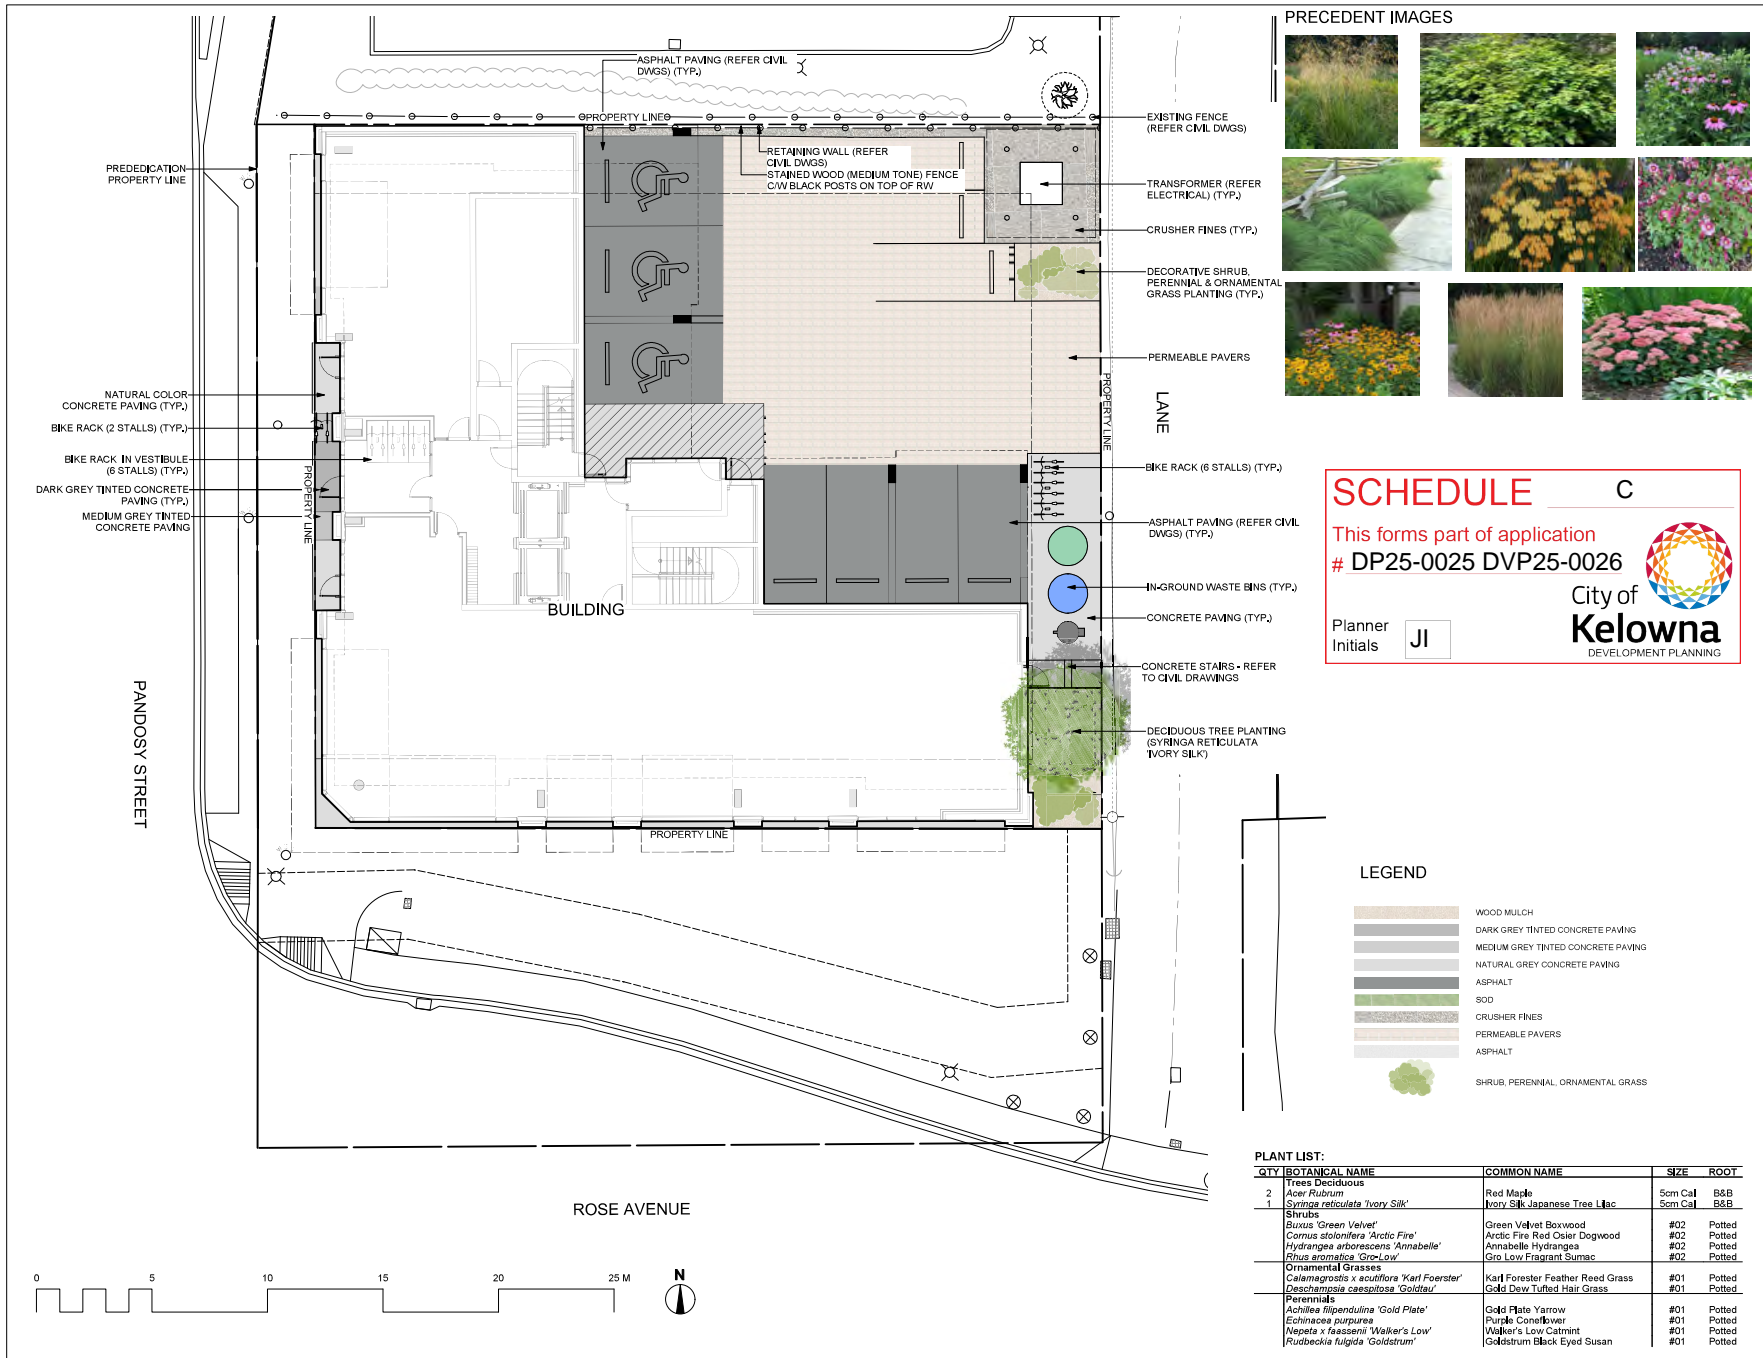 PRECEDENT IMAGES
ASPHALT PAVING (REFER CIVIL
DWGS) (TYP.)
PROPERTY LINE
EXISTING FENCE
(REFER CIVIL DWGS)
RETAINING WALL (REFER
CIVIL DWGS)
STAINED WOOD (MEDIUM TONE) FENCE
C/W BLACK POSTS ON TOP OF RW
PREDEDICATION
PROPERTY LINE
TRANSFORMER (REFER
ELECTRICAL) (TYP.)
CRUSHER FINES (TYP.)
DECORATIVE SHRUB,
PERENNIAL & ORNAMENTAL
GRASS PLANTING (TYP.)
PERMEABLE PAVERS
PROPERTY LINE
LANE
NATURAL COLOR
CONCRETE PAVING (TYP.)
BIKE RACK (2 STALLS) (TYP.)
BIKE RACK IN VESTIBULE
(6 STALLS) (TYP.)
DARK GREY TINTED CONCRETE
PAVING (TYP.)
MEDIUM GREY TINTED
CONCRETE PAVING
PROPERTY LINE
BIKE RACK (6 STALLS) (TYP.)
ASPHALT PAVING (REFER CIVIL
DWGS) (TYP.)
IN-GROUND WASTE BINS (TYP.)
CONCRETE PAVING (TYP.)
CONCRETE STAIRS - REFER
TO CIVIL DRAWINGS
DECIDUOUS TREE PLANTING
(SYRINGA RETICULATA
'IVORY SILK')
BUILDING
PROPERTY LINE
PANDOSY STREET
ROSE AVENUE
SCHEDULE C
This forms part of application
# DP25-0025 DVP25-0026
City of
Kelowna
DEVELOPMENT PLANNING
Planner
Initials JI
LEGEND
WOOD MULCH
DARK GREY TINTED CONCRETE PAVING
MEDIUM GREY TINTED CONCRETE PAVING
NATURAL GREY CONCRETE PAVING
ASPHALT
SOD
CRUSHER FINES
PERMEABLE PAVERS
ASPHALT
SHRUB, PERENNIAL, ORNAMENTAL GRASS
0 5 10 15 20 25 M
N
PLANT LIST:
QTY BOTANICAL NAME COMMON NAME SIZE ROOT
Trees Deciduous
2 Acer Rubrum Red Maple 5cm Cal B&B
1 Syringa reticulata 'Ivory Silk' Ivory Silk Japanese Tree Lilac 5cm Cal B&B
Shrubs
Buxus 'Green Velvet' Green Velvet Boxwood #02 Potted
Cornus stolonifera 'Arctic Fire' Arctic Fire Red Osier Dogwood #02 Potted
Hydrangea arborescens 'Annabelle' Annabelle Hydrangea #02 Potted
Rhus aromatica 'Gro-Low' Gro Low Fragrant Sumac #02 Potted
Ornamental Grasses
Calamagrostis x acutiflora 'Karl Foerster' Karl Forester Feather Reed Grass #01 Potted
Deschampsia caespitosa 'Goldtau' Gold Dew Tufted Hair Grass #01 Potted
Perennials
Achillea filipendulina 'Gold Plate' Gold Plate Yarrow #01 Potted
Echinacea purpurea Purple Coneflower #01 Potted
Nepeta x faassenii 'Walker's Low' Walker's Low Catmint #01 Potted
Rudbeckia fulgida 'Goldstrum' Goldstrum Black Eyed Susan #01 Potted